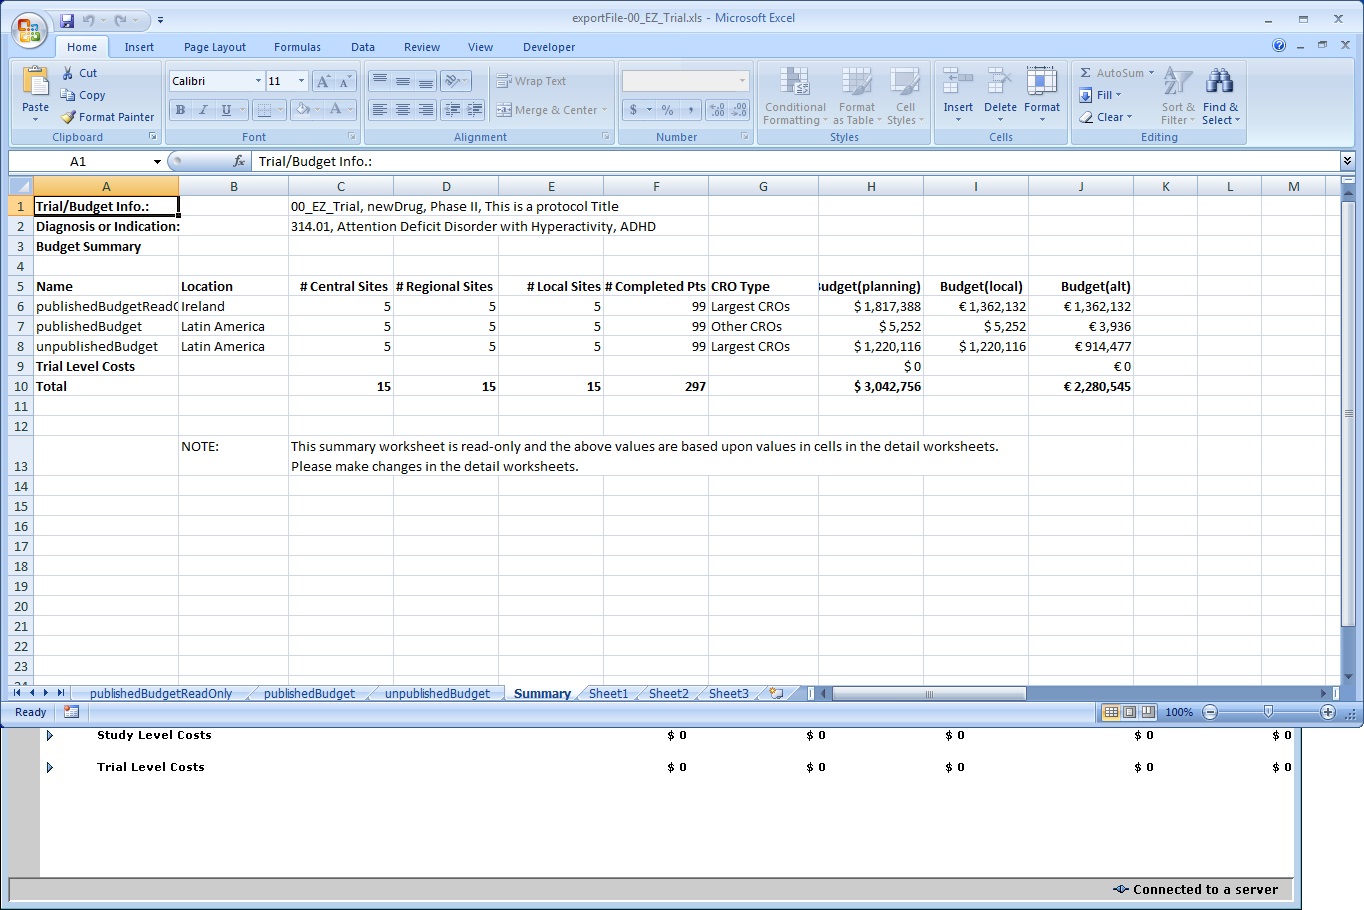 exportFile-00_EZ_Trial.xls - Microsoft Excel
Home Insert Page Layout Formulas Data Review View Developer
Paste Cut Copy Format Painter
Calibri 11
B I U
A A
Wrap Text
Merge & Center
$ % ,
Conditional Formatting Format as Table Cell Styles
Insert Delete Format
Σ AutoSum Fill Clear
Sort & Filter Find & Select
Clipboard Font Alignment Number Styles Cells Editing
A1 fx Trial/Budget Info.:
A B C D E F G H I J K L M
1 Trial/Budget Info.: 00_EZ_Trial, newDrug, Phase II, This is a protocol Title
2 Diagnosis or Indication: 314.01, Attention Deficit Disorder with Hyperactivity, ADHD
3 Budget Summary
4
5 Name Location # Central Sites # Regional Sites # Local Sites # Completed Pts CRO Type udget(planning) Budget(local) Budget(alt)
6 publishedBudgetReadO Ireland 5 5 5 99 Largest CROs $ 1,817,388 € 1,362,132 € 1,362,132
7 publishedBudget Latin America 5 5 5 99 Other CROs $ 5,252 $ 5,252 € 3,936
8 unpublishedBudget Latin America 5 5 5 99 Largest CROs $ 1,220,116 $ 1,220,116 € 914,477
9 Trial Level Costs $ 0 € 0
10 Total 15 15 15 297 $ 3,042,756 € 2,280,545
11
12
NOTE: This summary worksheet is read-only and the above values are based upon values in cells in the detail worksheets.
13 Please make changes in the detail worksheets.
14
15
16
17
18
19
20
21
22
23
publishedBudgetReadOnly publishedBudget unpublishedBudget Summary Sheet1 Sheet2 Sheet3
Ready 100%
Study Level Costs $ 0 $ 0 $ 0 $ 0 $ 0
Trial Level Costs $ 0 $ 0 $ 0 $ 0 $ 0
Connected to a server